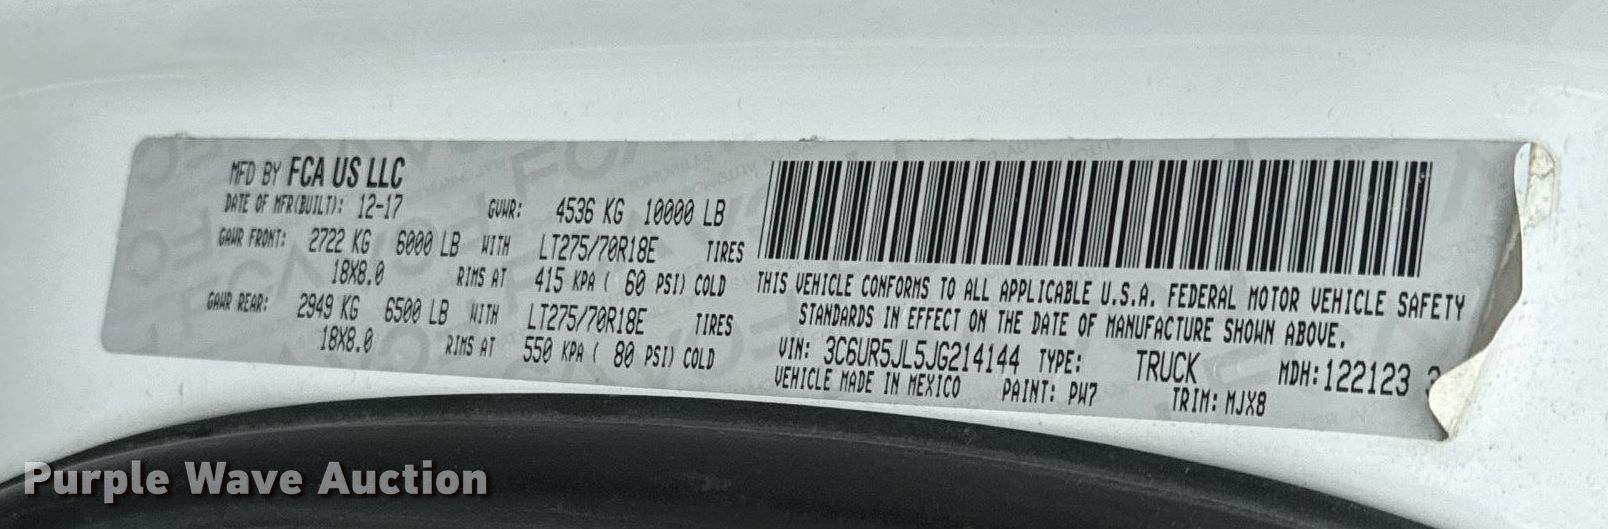 MFD BY FCA US LLC
DATE OF MFR(BUILT): 12-17 GVWR: 4536 KG 10000 LB
GAWR FRONT: 2722 KG 6000 LB WITH LT275/70R18E TIRES
18X8.0 RIMS AT 415 KPA ( 60 PSI) COLD
GAWR REAR: 2949 KG 6500 LB WITH LT275/70R18E TIRES
18X8.0 RIMS AT 550 KPA ( 80 PSI) COLD
THIS VEHICLE CONFORMS TO ALL APPLICABLE U.S.A. FEDERAL MOTOR VEHICLE SAFETY
STANDARDS IN EFFECT ON THE DATE OF MANUFACTURE SHOWN ABOVE.
VIN: 3C6UR5JL5JG214144 TYPE: TRUCK MDH:122123
VEHICLE MADE IN MEXICO PAINT: PW7 TRIM: MJX8
Purple Wave Auction